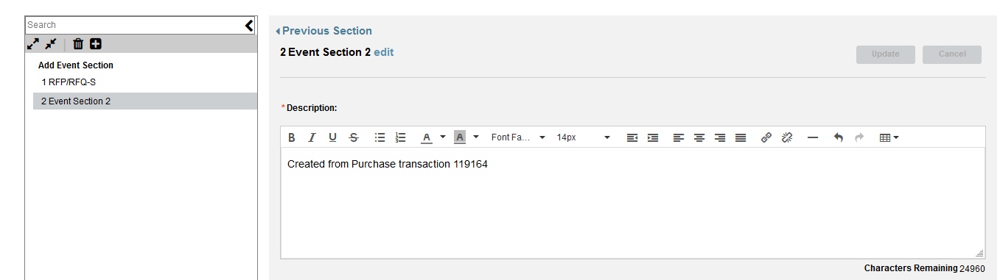 Search
Add Event Section
1 RFP/RFQ-S
2 Event Section 2
Previous Section
2 Event Section 2 edit
Update Cancel
* Description:
B I U S A A Font Fa... 14px
Created from Purchase transaction 119164
Characters Remaining 24960